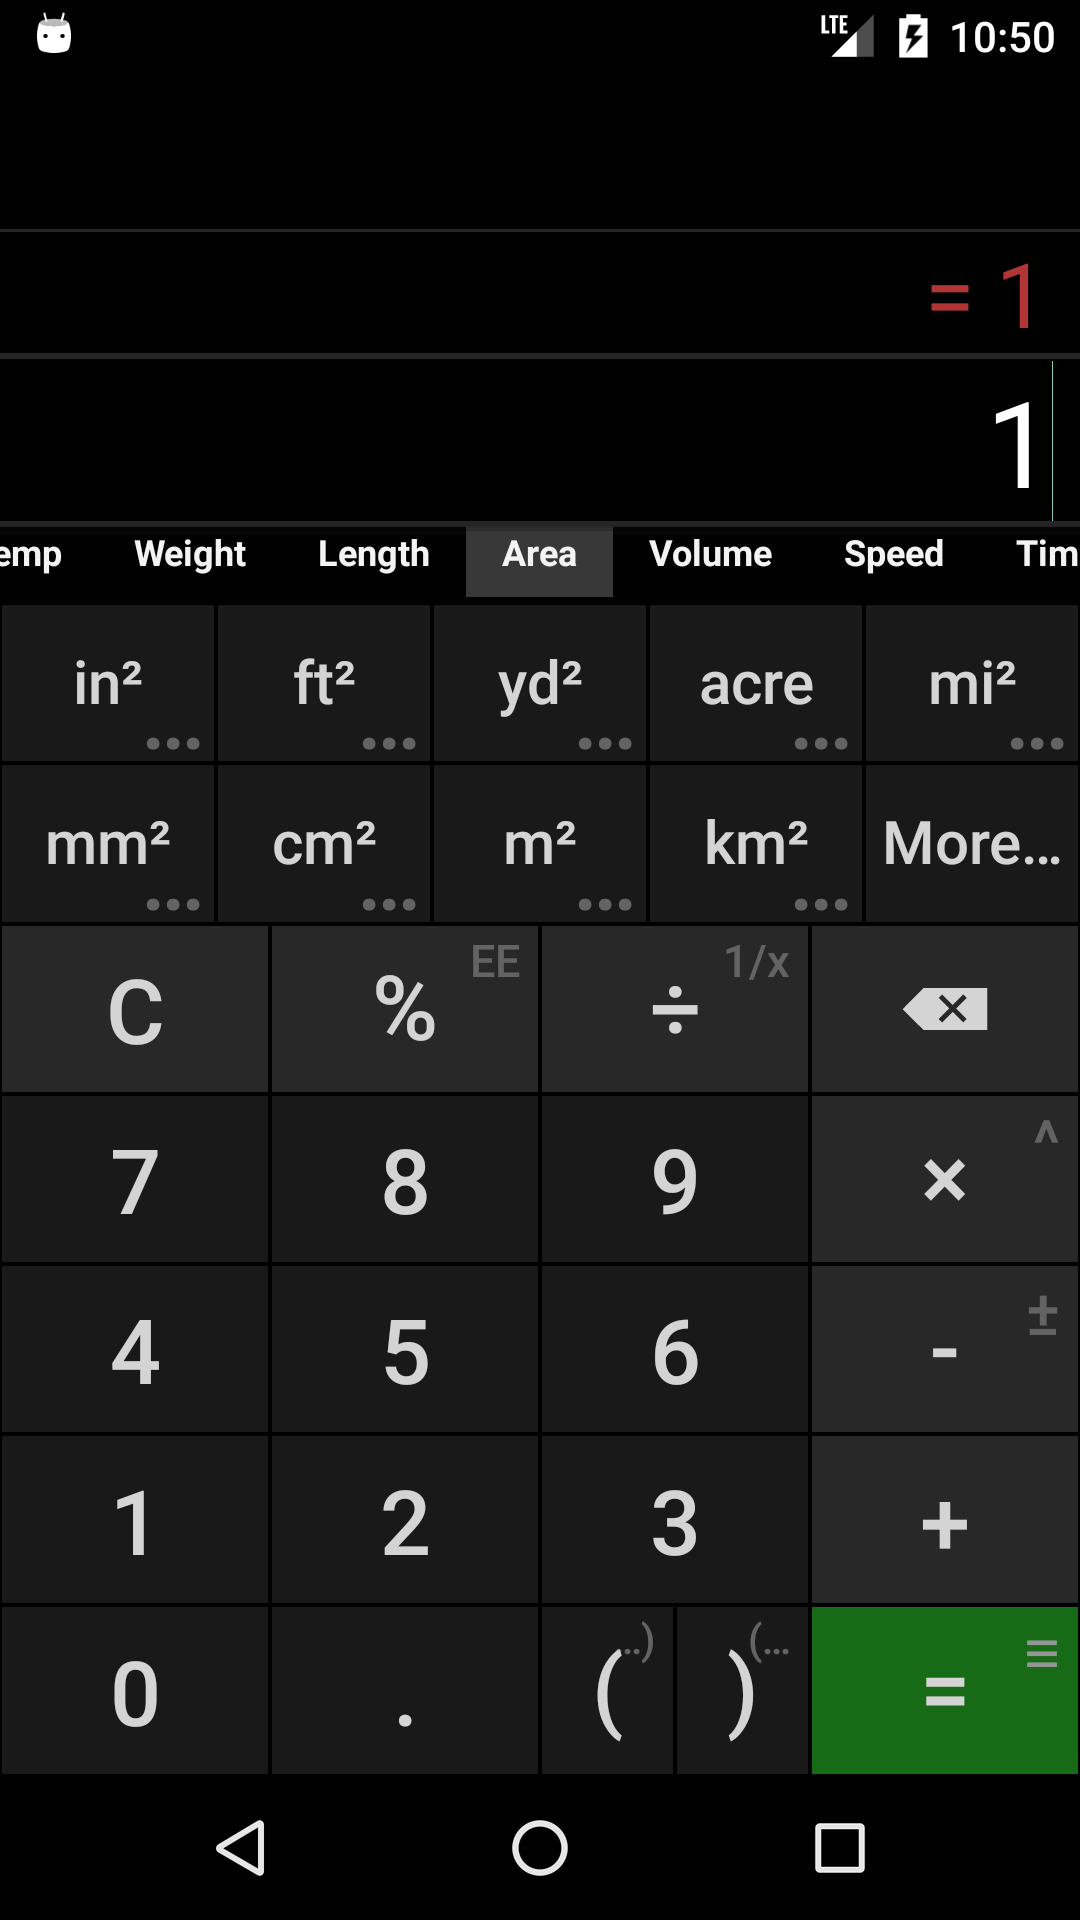 LTE 10:50
= 1
1
emp Weight Length Area Volume Speed Tim
in² ft² yd² acre mi²
mm² cm² m² km² More...
C % EE ÷ 1/x
7 8 9 × ^
4 5 6 - ±
1 2 3 +
0 . ( ..) ) (... =